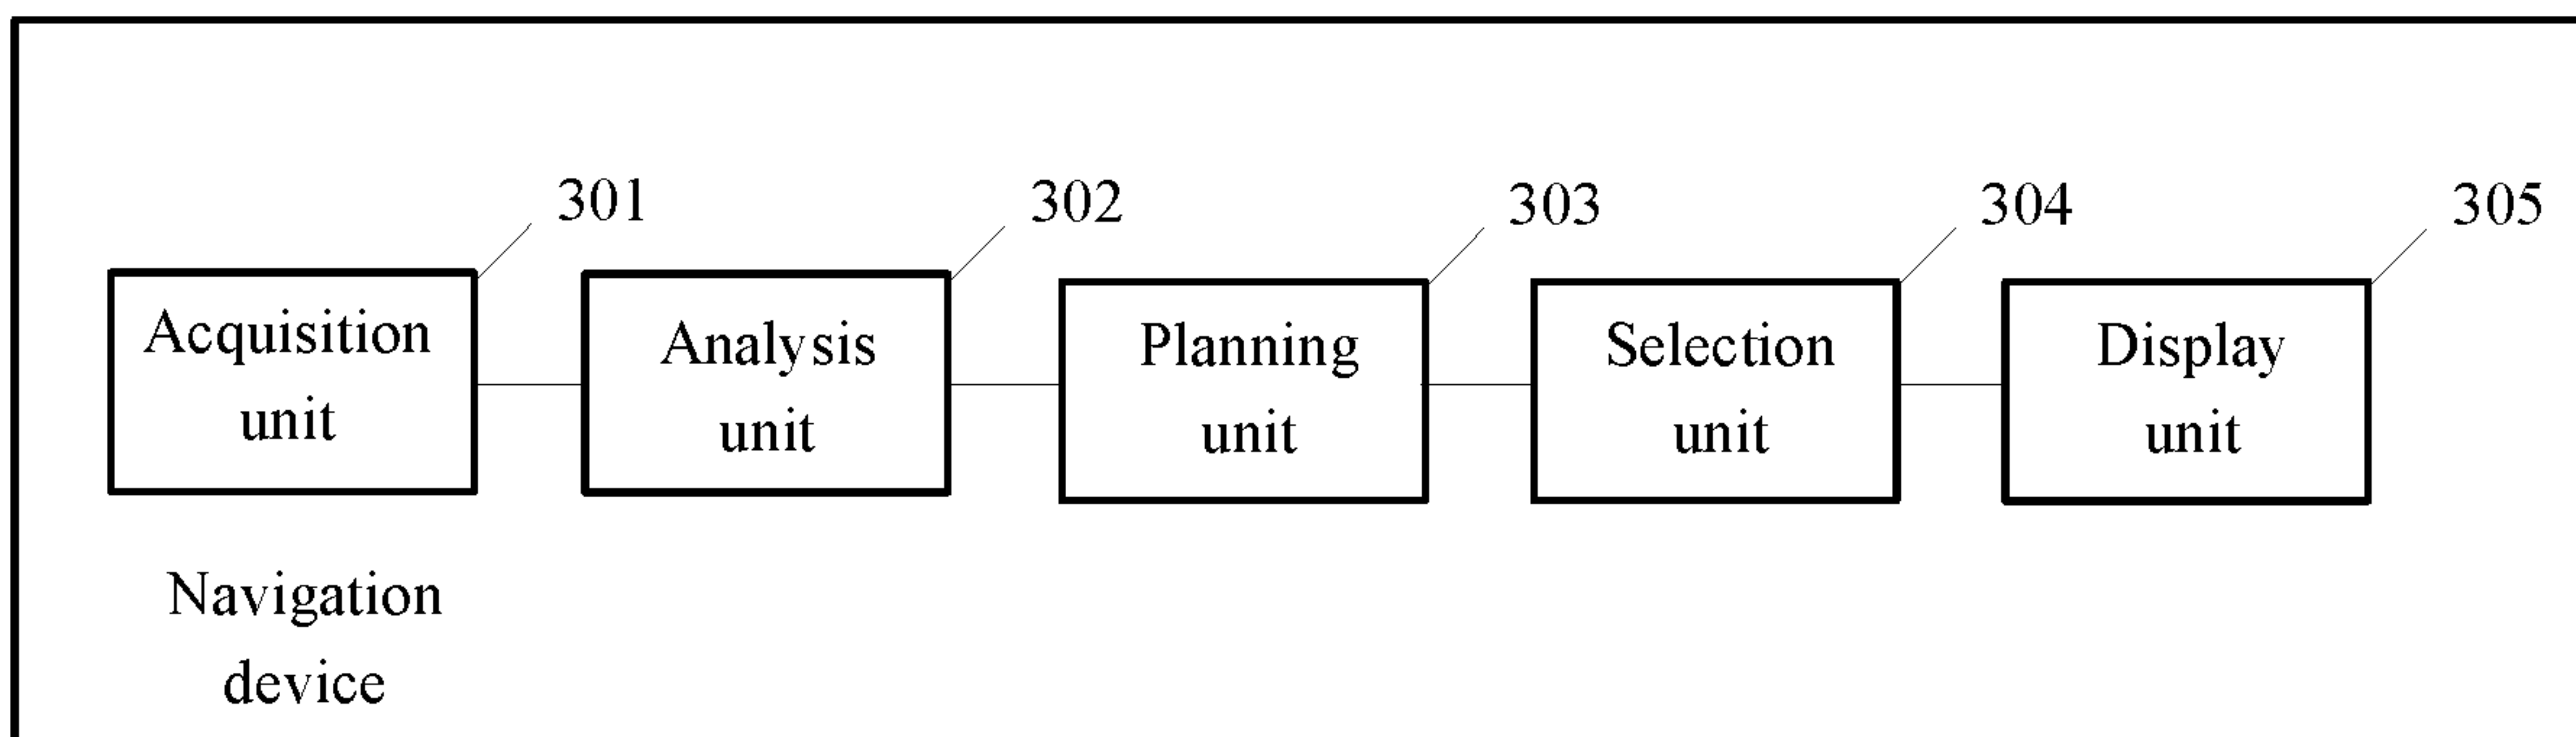 301 302 303 304 305
Acquisition
unit
Analysis
unit
Planning
unit
Selection
unit
Display
unit
Navigation
device